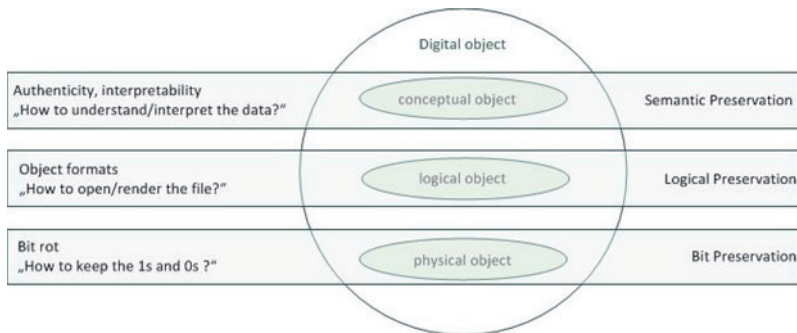 Digital object
Authenticity, interpretability
„How to understand/interpret the data?“
conceptual object
Semantic Preservation
Object formats
„How to open/render the file?“
logical object
Logical Preservation
Bit rot
„How to keep the 1s and 0s ?“
physical object
Bit Preservation